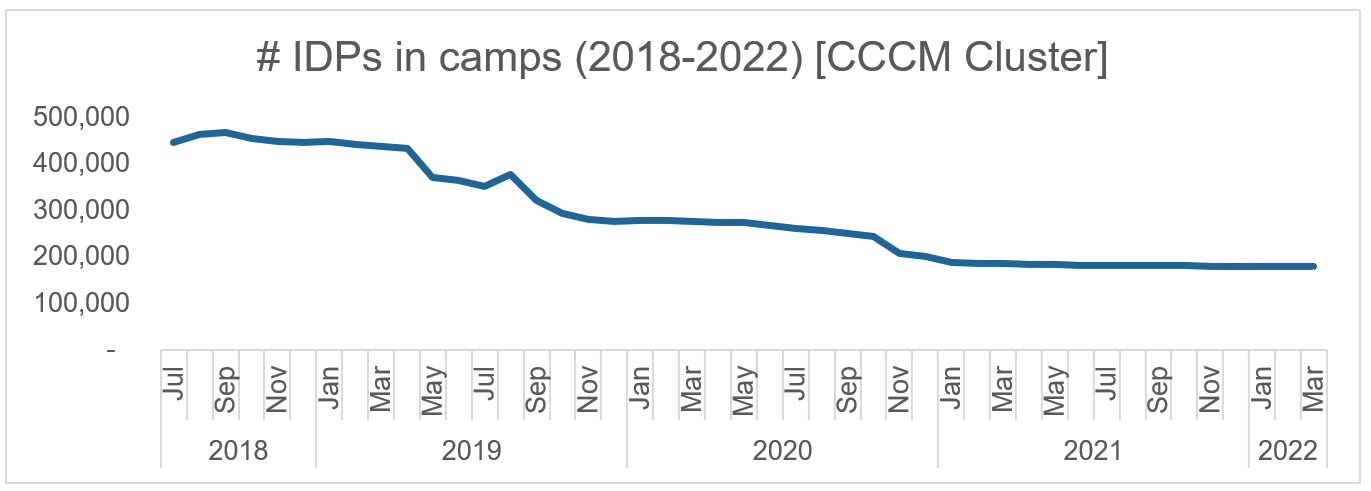 # IDPs in camps (2018-2022) [CCCM Cluster]
500,000
400,000
300,000
200,000
100,000
-
Jul Sep Nov Jan Mar May Jul Sep Nov Jan Mar May Jul Sep Nov Jan Mar May Jul Sep Nov Jan Mar
2018 2019 2020 2021 2022